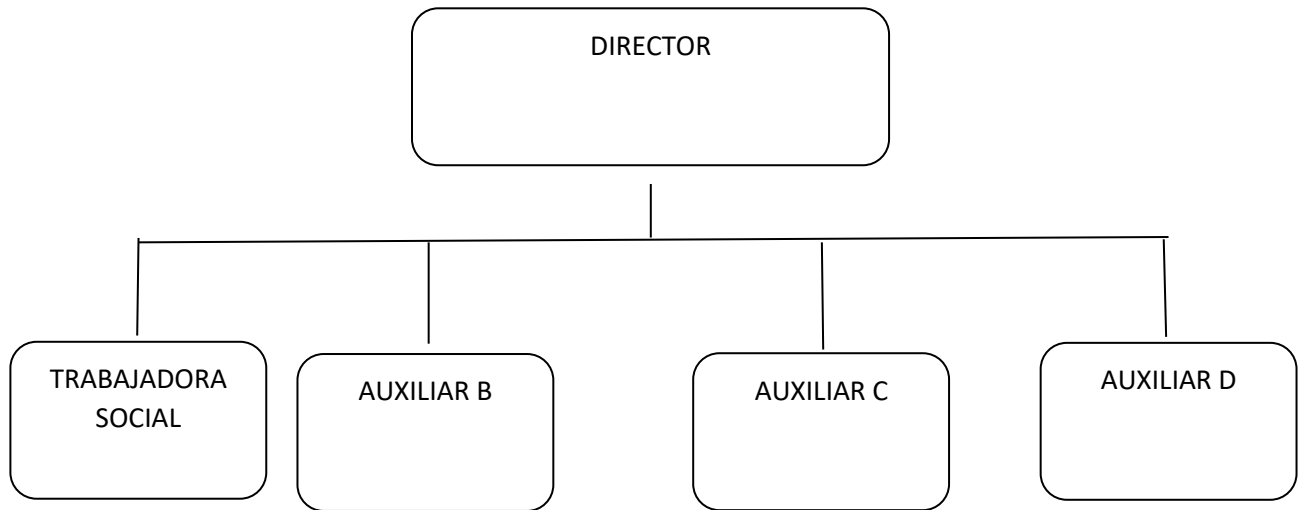 DIRECTOR
TRABAJADORA
SOCIAL
AUXILIAR B
AUXILIAR C
AUXILIAR D